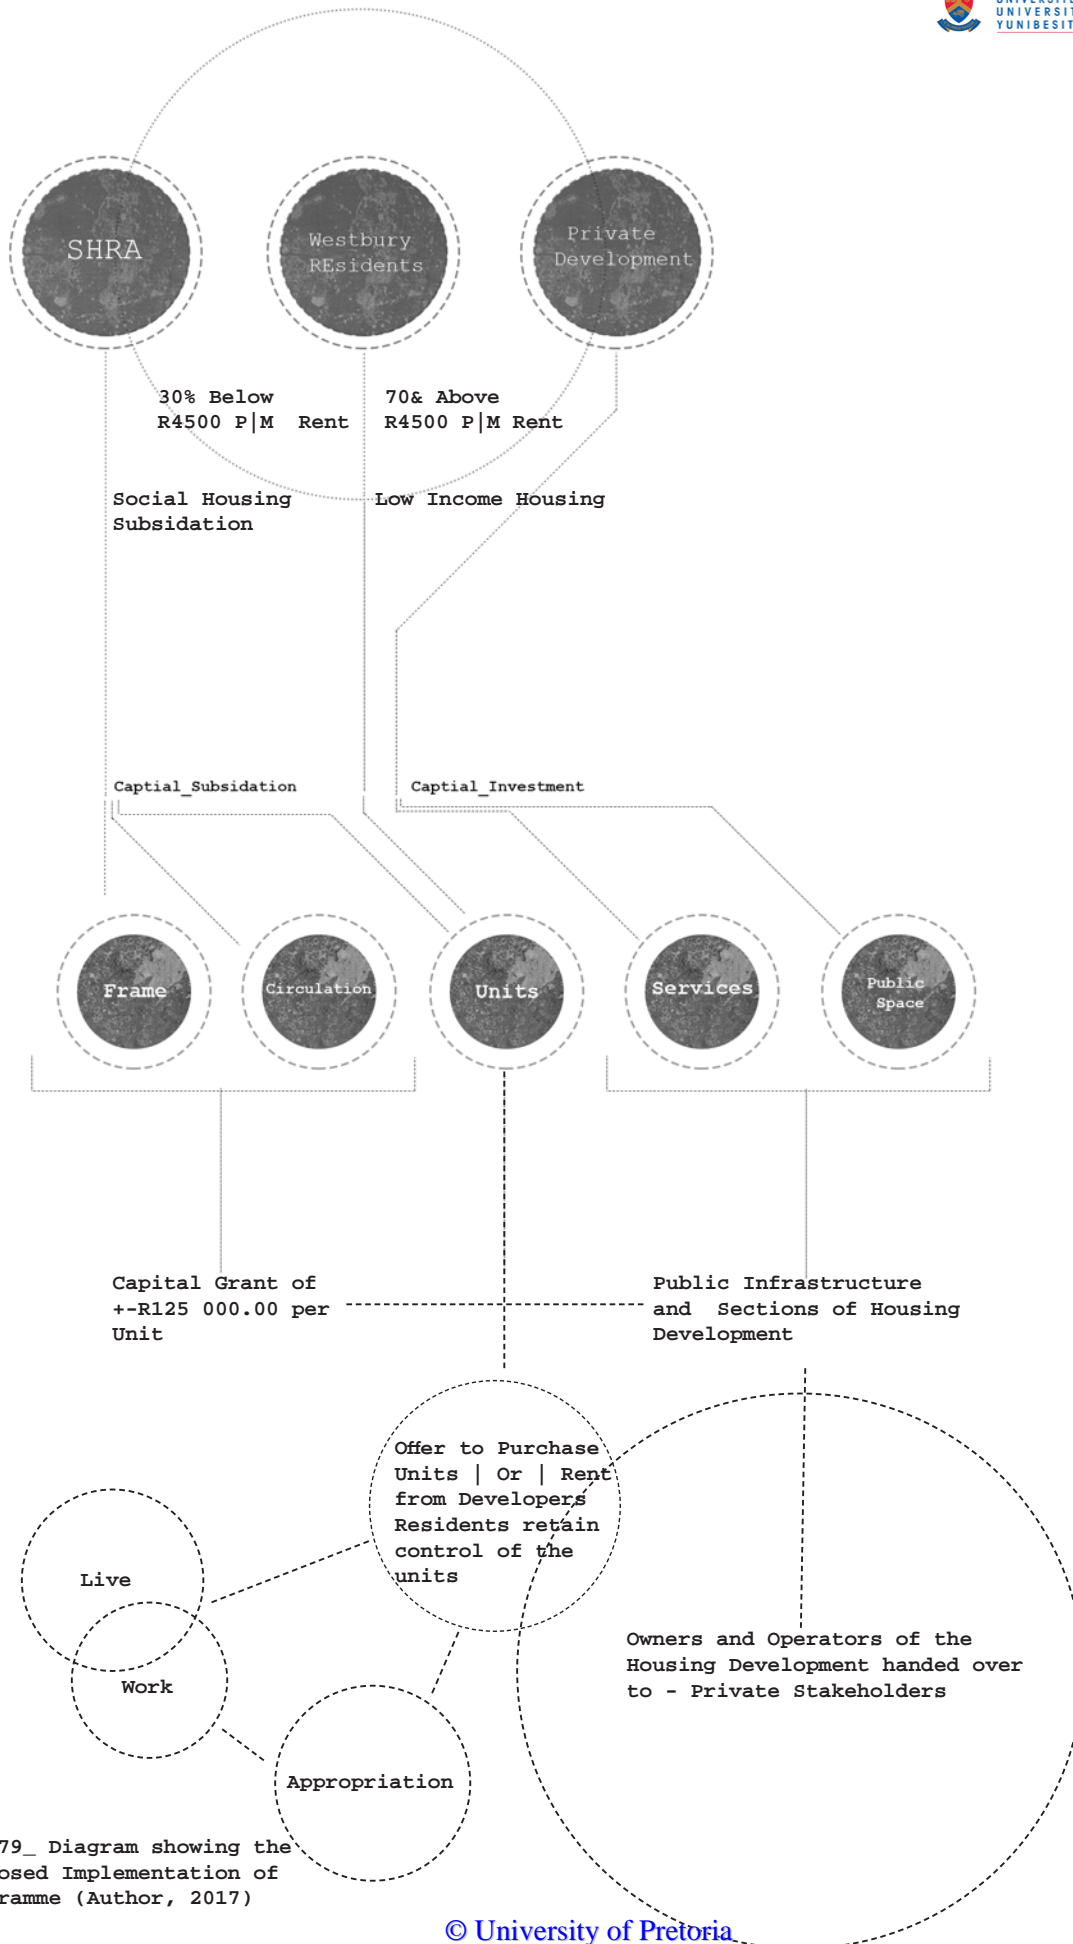 UNIVERSIT
YUNIBESIT
SHRA
Westbury
REsidents
Private
Development
30% Below
R4500 P|M  Rent
70& Above
R4500 P|M Rent
Social Housing
Subsidation
Low Income Housing
Captial_Subsidation
Captial_Investment
Frame
Circulation
Units
Services
Public
Space
Capital Grant of
+-R125 000.00 per
Unit
Public Infrastructure
and  Sections of Housing
Development
Offer to Purchase
Units | Or | Rent
from Developers
Residents retain
control of the
units
Live
Work
Appropriation
Owners and Operators of the
Housing Development handed over
to - Private Stakeholders
79_ Diagram showing the
osed Implementation of
ramme (Author, 2017)
© University of Pretoria